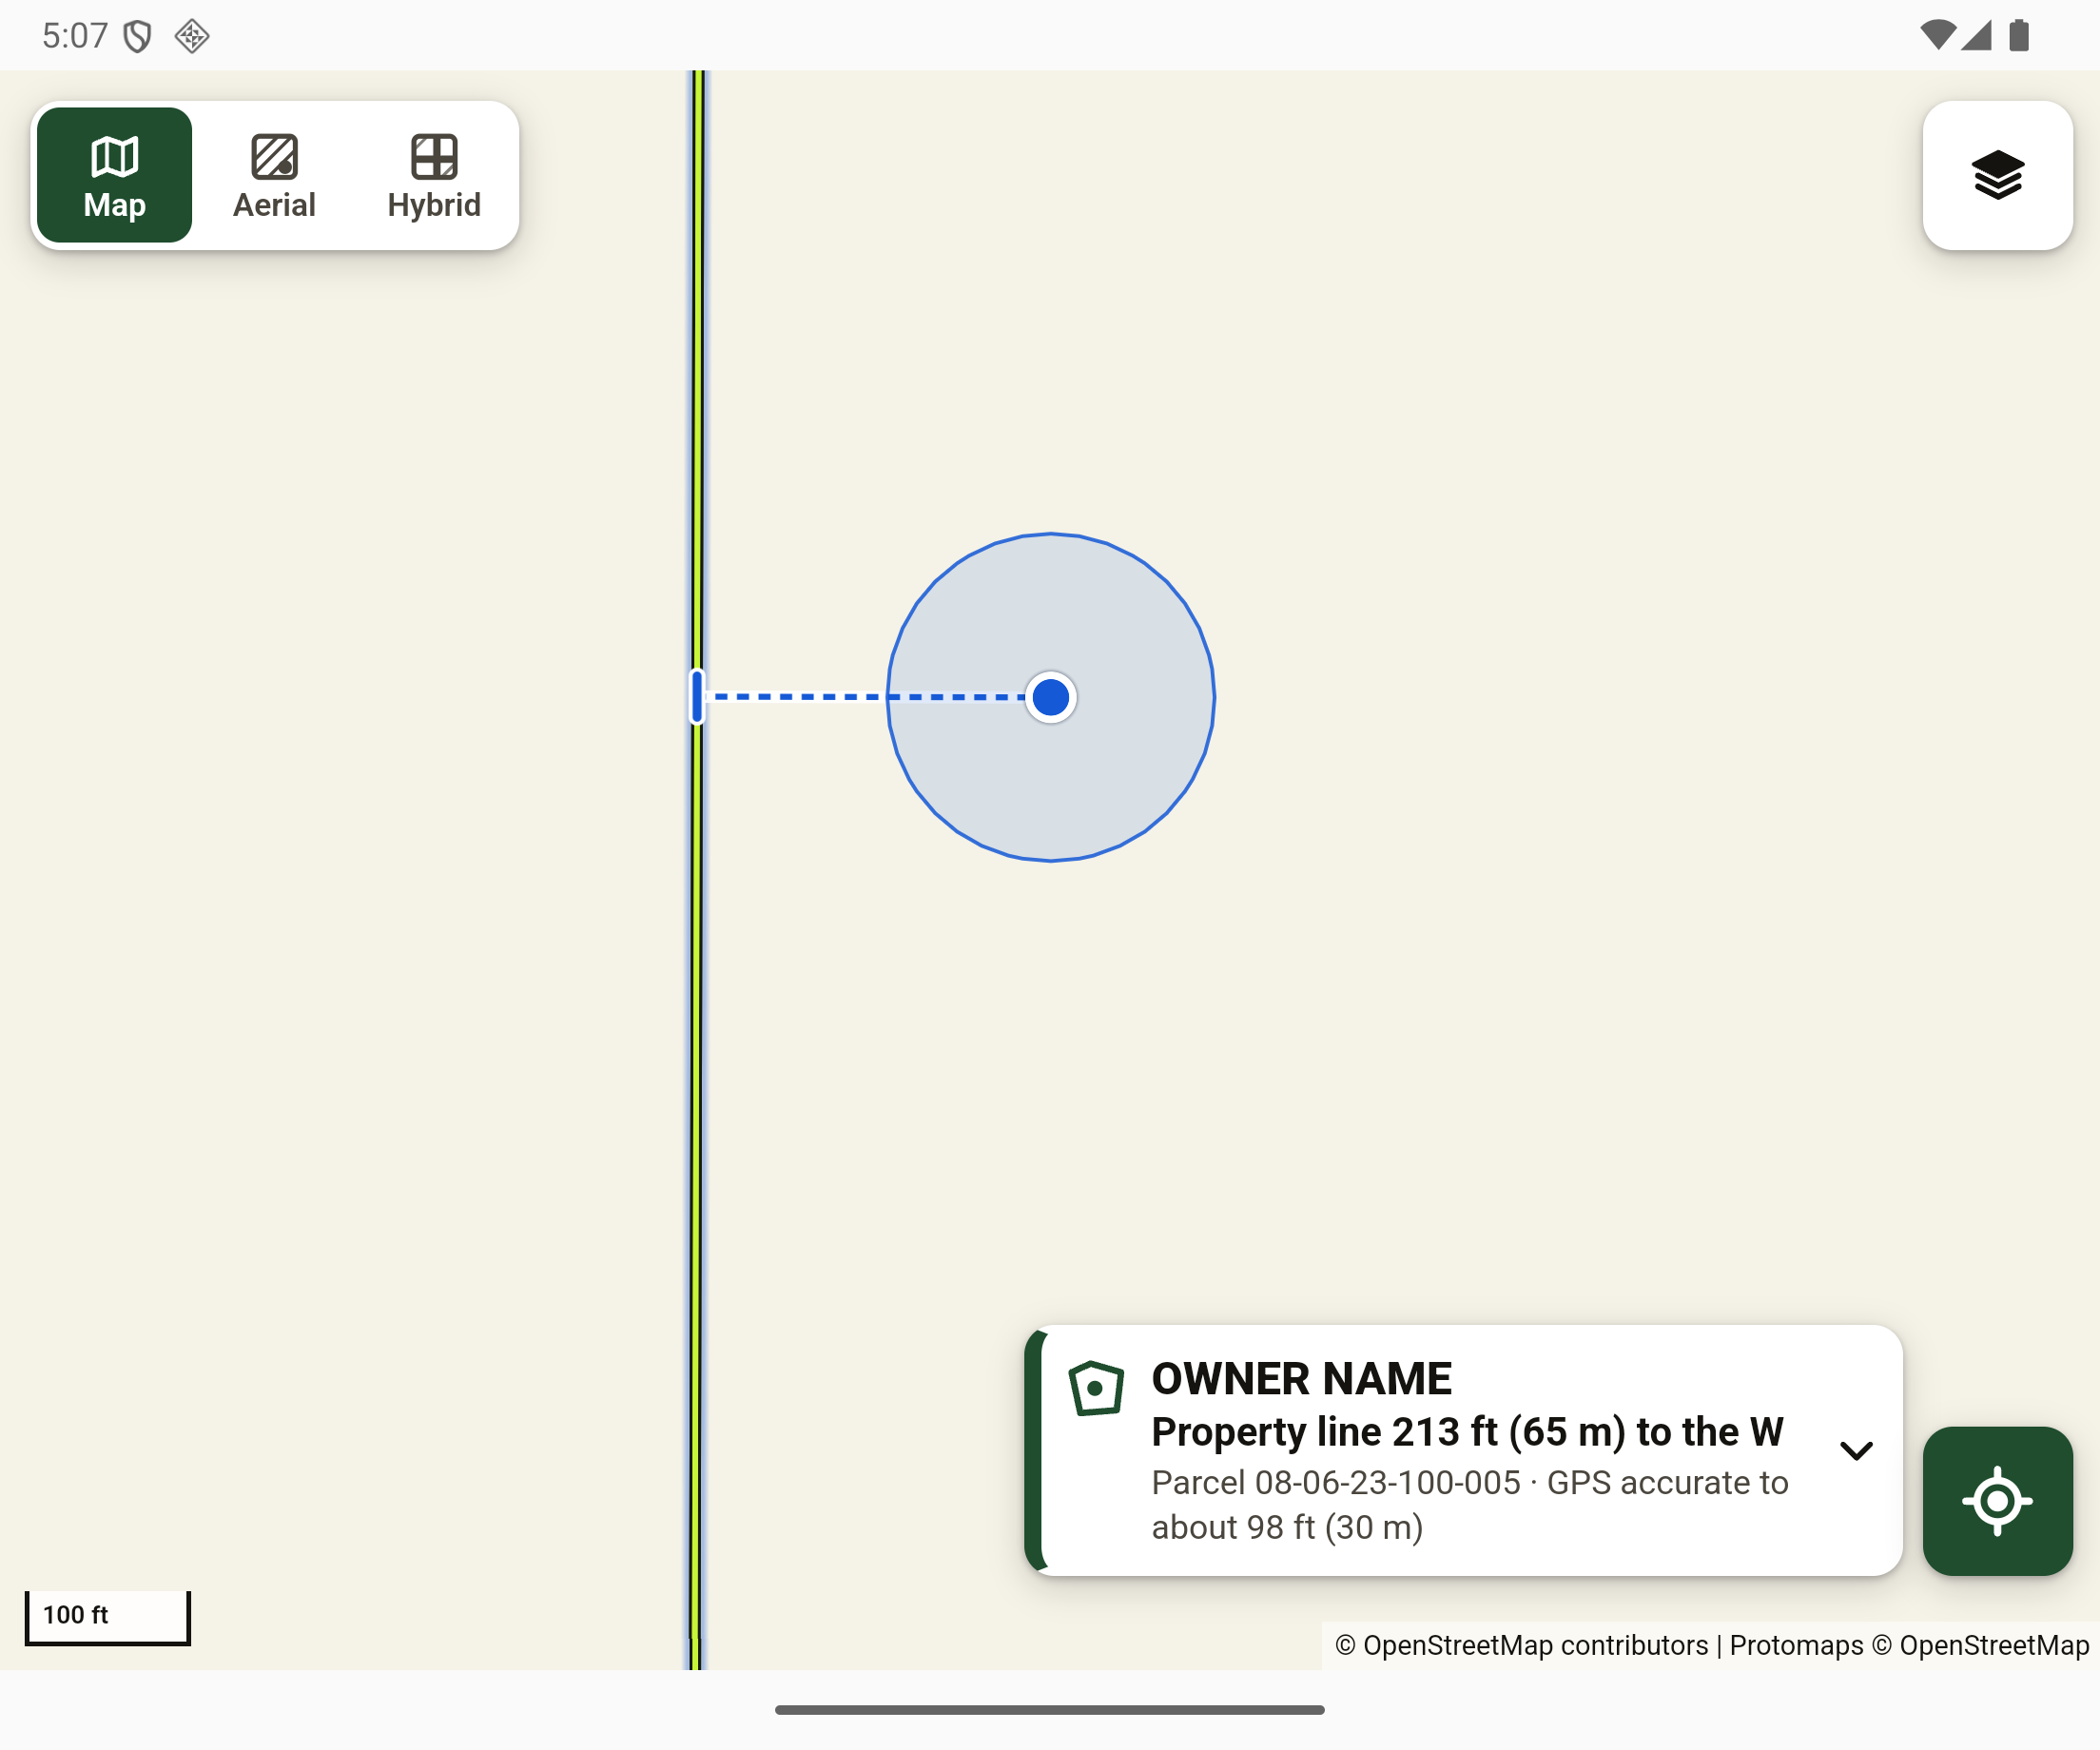 5:07
Map Aerial Hybrid
OWNER NAME
Property line 213 ft (65 m) to the W
Parcel 08-06-23-100-005 · GPS accurate to
about 98 ft (30 m)
100 ft
© OpenStreetMap contributors | Protomaps © OpenStreetMap